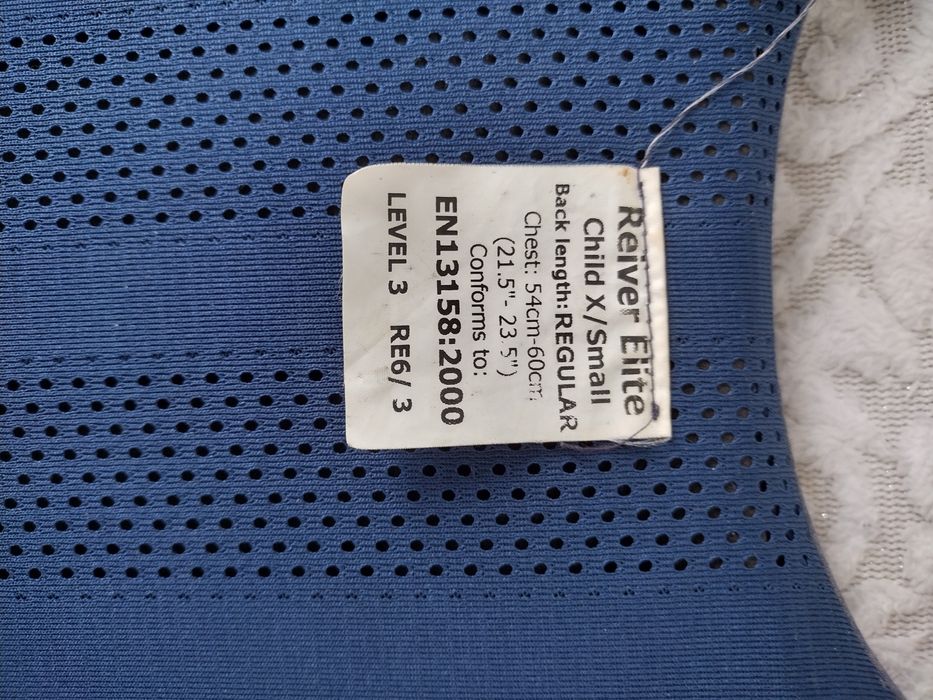 Reiver Elite
Child X/Small
Back length:REGULAR
Chest: 54cm-60cm
(21.5"- 23 5")
Conforms to:
EN13158:2000
LEVEL 3 RE6/ 3